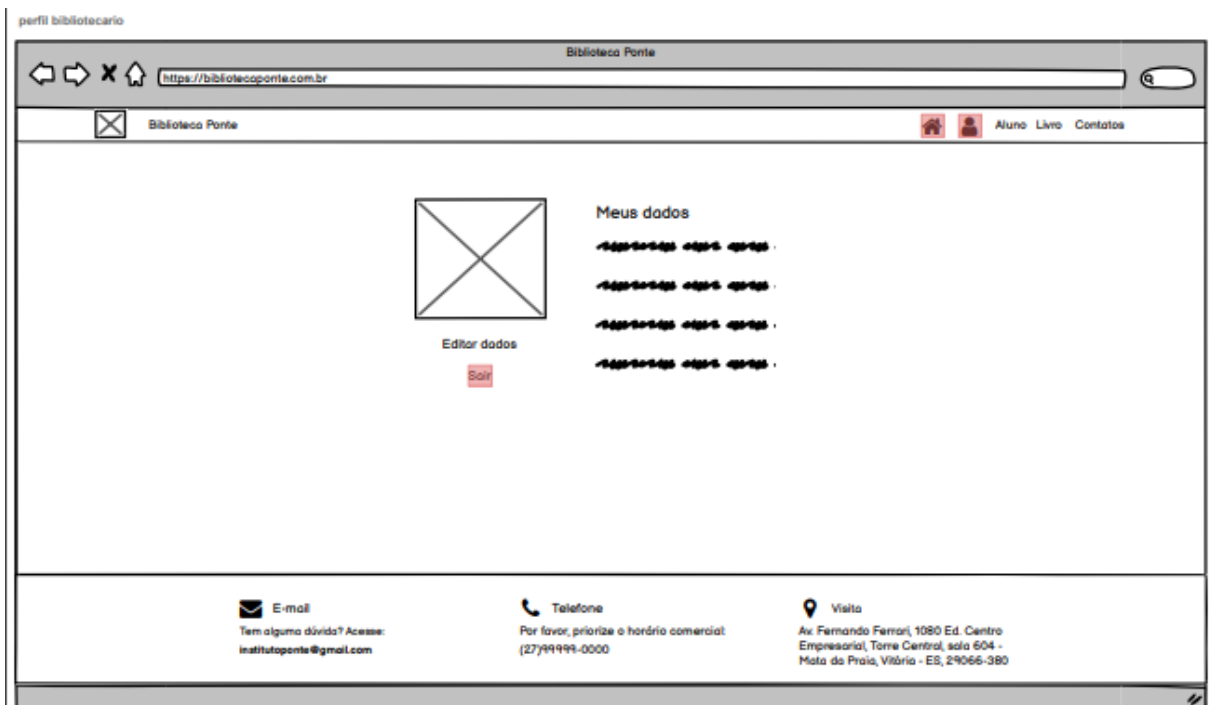 perfil bibliotecario
Biblioteca Ponte
https://bibliotecaponte.com.br
Biblioteca Ponte
Aluno Livro Contatos
Meus dados
Editar dados
Sair
E-mail
Tem alguma dúvida? Acesse:
institutoponte@gmail.com
Telefone
Por favor, priorize o horário comercial:
(27)99999-0000
Visita
Av. Fernando Ferrari, 1080 Ed. Centro
Empresarial, Torre Central, sala 604 -
Mata da Praia, Vitória - ES, 29066-380